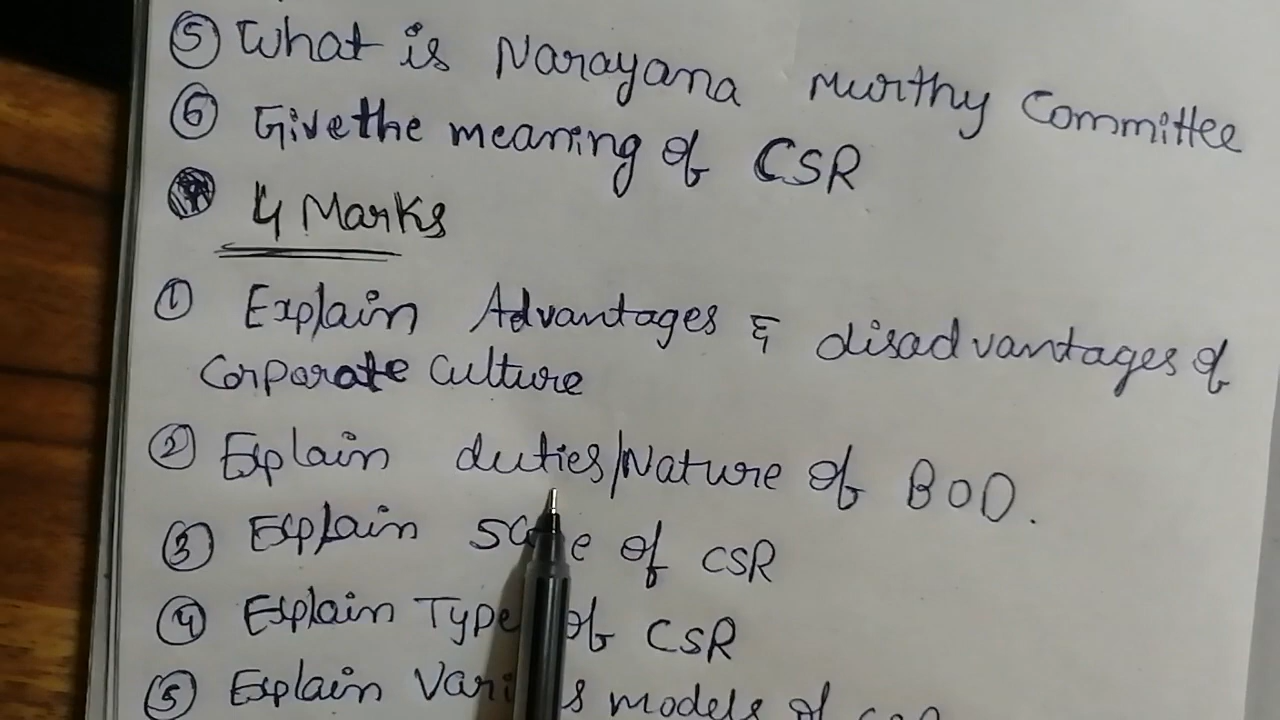 ⑤ What is Narayana Murthy Committee
⑥ Give the meaning of CSR
4 Marks
① Explain Advantages & disadvantages of
Corporate Culture
② Explain duties/Nature of BOD.
③ Explain of CSR
④ Explain of CSR
⑤ Explain models of